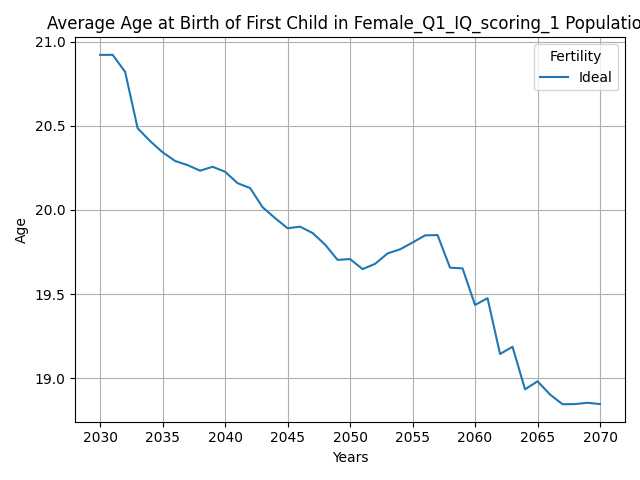 Average Age at Birth of First Child in Female_Q1_IQ_scoring_1 Populatio
21.0
20.5
20.0
19.5
19.0
Age
Fertility
Ideal
2030 2035 2040 2045 2050 2055 2060 2065 2070
Years